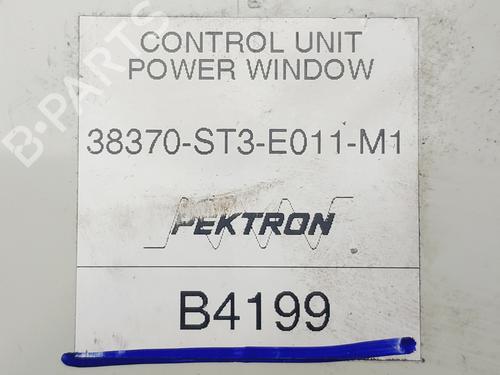 CONTROL UNIT
POWER WINDOW
38370-ST3-E011-M1
PEKTRON
B4199
B-PARTS